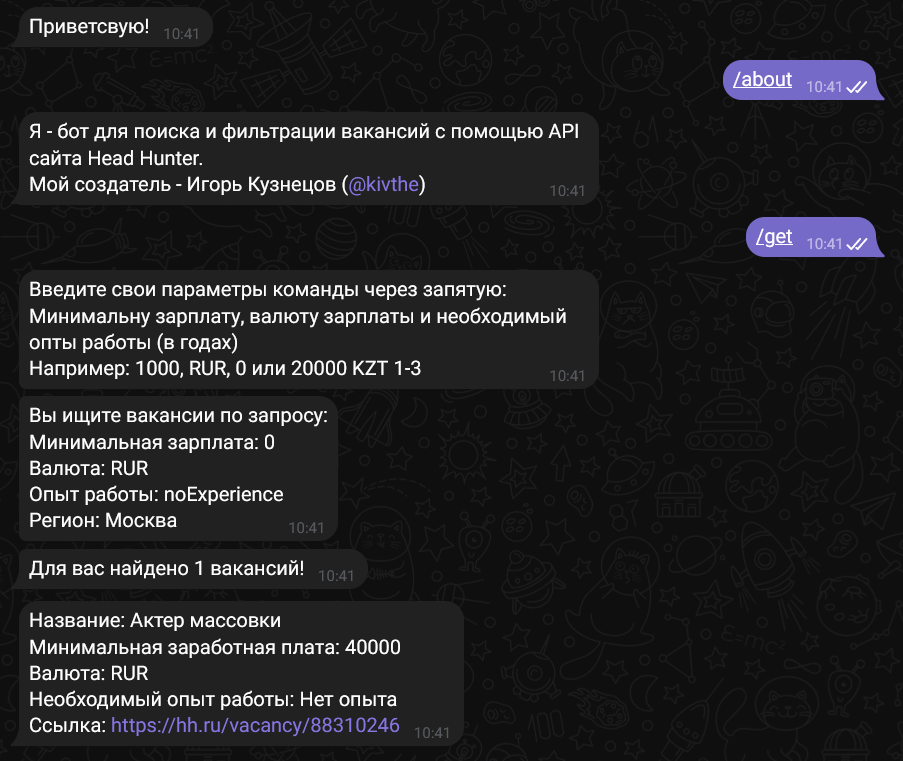 Приветсвую! 10:41
/about 10:41
Я - бот для поиска и фильтрации вакансий с помощью API
сайта Head Hunter.
Мой создатель - Игорь Кузнецов (@kivthe) 10:41
/get 10:41
Введите свои параметры команды через запятую:
Минимальну зарплату, валюту зарплаты и необходимый
опты работы (в годах)
Например: 1000, RUR, 0 или 20000 KZT 1-3 10:41
Вы ищите вакансии по запросу:
Минимальная зарплата: 0
Валюта: RUR
Опыт работы: noExperience
Регион: Москва 10:41
Для вас найдено 1 вакансий! 10:41
Название: Актер массовки
Минимальная заработная плата: 40000
Валюта: RUR
Необходимый опыт работы: Нет опыта
Ссылка: https://hh.ru/vacancy/88310246 10:41